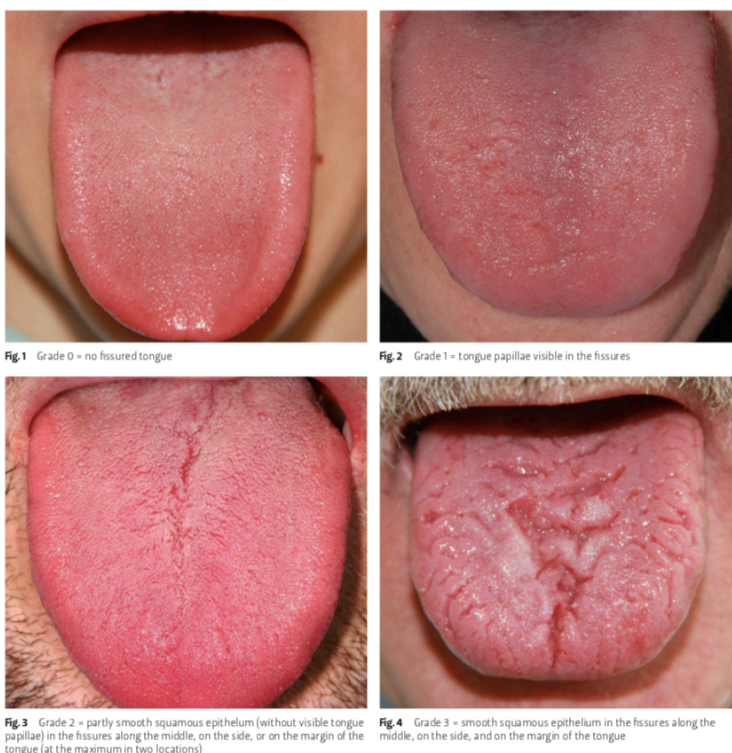 Fig.1 Grade 0 = no fissured tongue
Fig.2 Grade 1 = tongue papillae visible in the fissures
Fig.3 Grade 2 = partly smooth squamous epithelum (without visible tongue
papillae) in the fissures along the middle, on the side, or on the margin of the
tongue (at the maximum in two locations)
Fig.4 Grade 3 = smooth squamous epithelium in the fissures along the
middle, on the side, and on the margin of the tongue